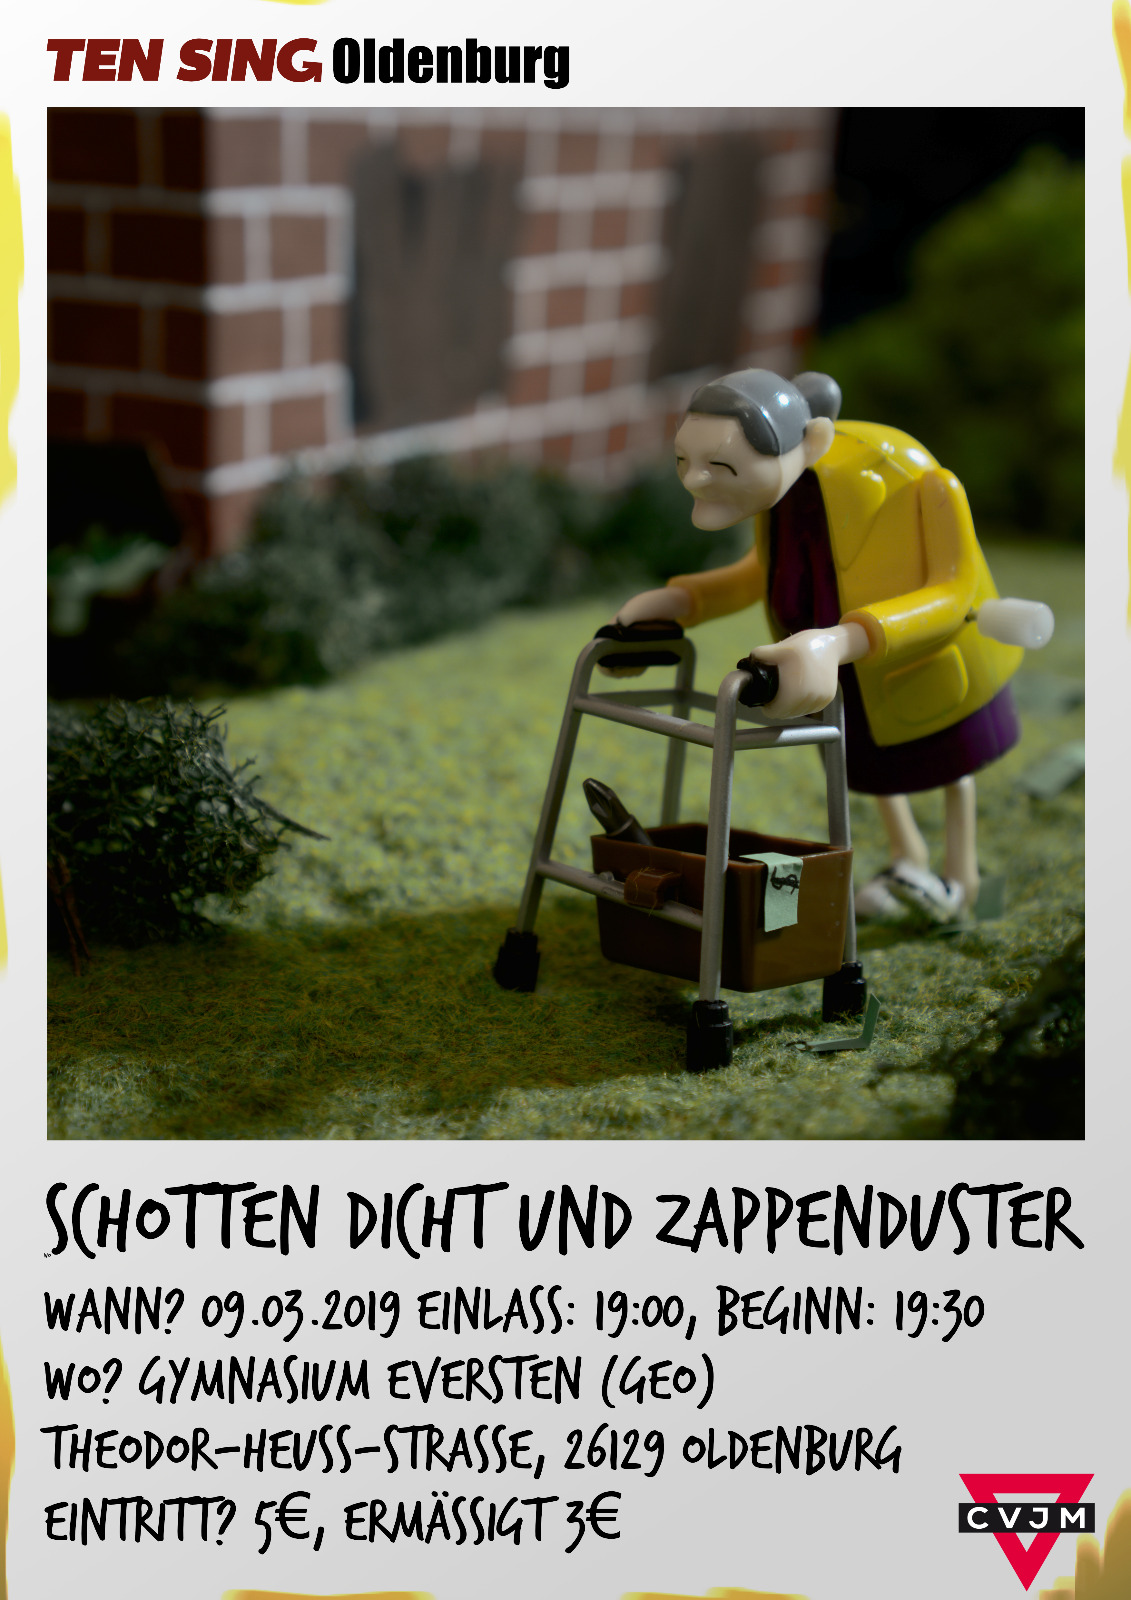 TEN SING Oldenburg
$
SCHOTTEN DICHT UND ZAPPENDUSTER
WANN? 09.03.2019 EINLASS: 19:00, BEGINN: 19:30
WO? GYMNASIUM EVERSTEN (GEO)
THEODOR-HEUSS-STRASSE, 26129 OLDENBURG
EINTRITT? 5€, ERMÄSSIGT 3€
CVJM